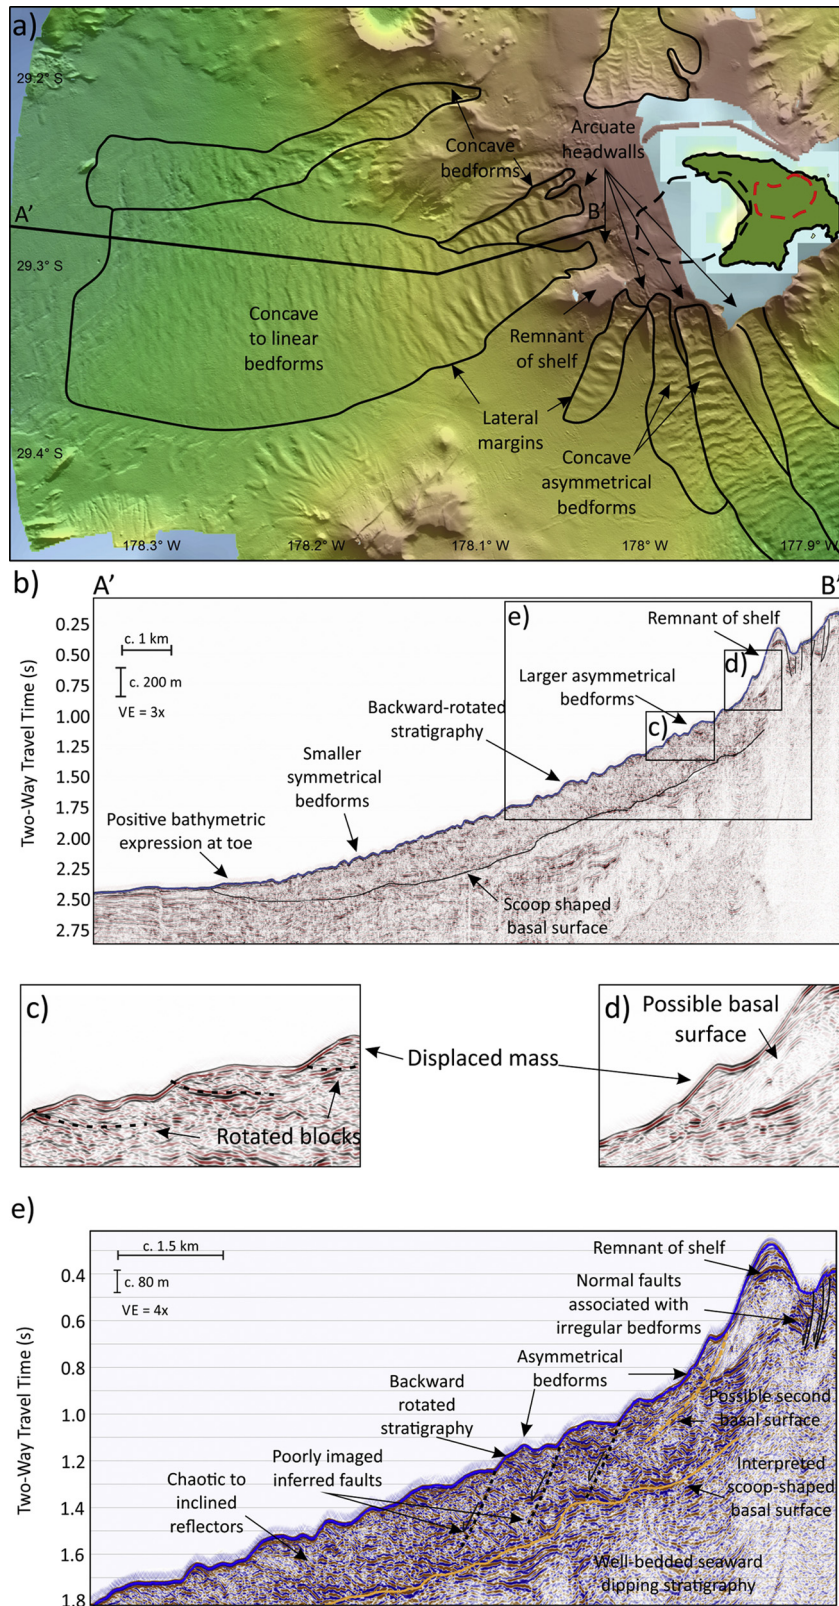 a)
29.2° S
Concave
bedforms
Arcuate
headwalls
A'
B'
29.3° S
Concave
to linear
bedforms
Remnant
of shelf
Lateral
margins
Concave
asymmetrical
bedforms
29.4° S
178.3° W
178.2° W
178.1° W
178° W
177.9° W
b)
A'
B'
Two-Way Travel Time (s)
0.25
0.50
0.75
1.00
1.25
1.50
1.75
2.00
2.25
2.50
2.75
c. 1 km
c. 200 m
VE = 3x
e)
Remnant of shelf
d)
Larger asymmetrical
bedforms
c)
Backward-rotated
stratigraphy
Smaller
symmetrical
bedforms
Positive bathymetric
expression at toe
Scoop shaped
basal surface
c)
Displaced mass
Rotated blocks
d)
Possible basal
surface
e)
Two-Way Travel Time (s)
0.4
0.6
0.8
1.0
1.2
1.4
1.6
1.8
c. 1.5 km
c. 80 m
VE = 4x
Remnant of shelf
Normal faults
associated with
irregular bedforms
Asymmetrical
bedforms
Backward
rotated
stratigraphy
Possible second
basal surface
Poorly imaged
inferred faults
Interpreted
scoop-shaped
basal surface
Chaotic to
inclined
reflectors
Well-bedded seaward
dipping stratigraphy